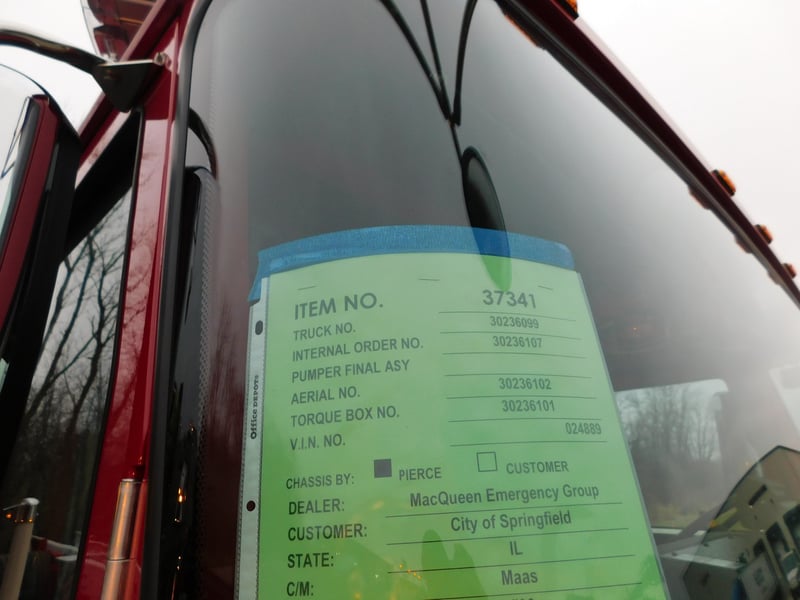 ITEM NO. 37341
TRUCK NO. 30236099
INTERNAL ORDER NO. 30236107
PUMPER FINAL ASY
AERIAL NO. 30236102
TORQUE BOX NO. 30236101
V.I.N. NO. 024889
CHASSIS BY: PIERCE CUSTOMER
DEALER: MacQueen Emergency Group
CUSTOMER: City of Springfield
STATE: IL
C/M: Maas
Office DEPOT